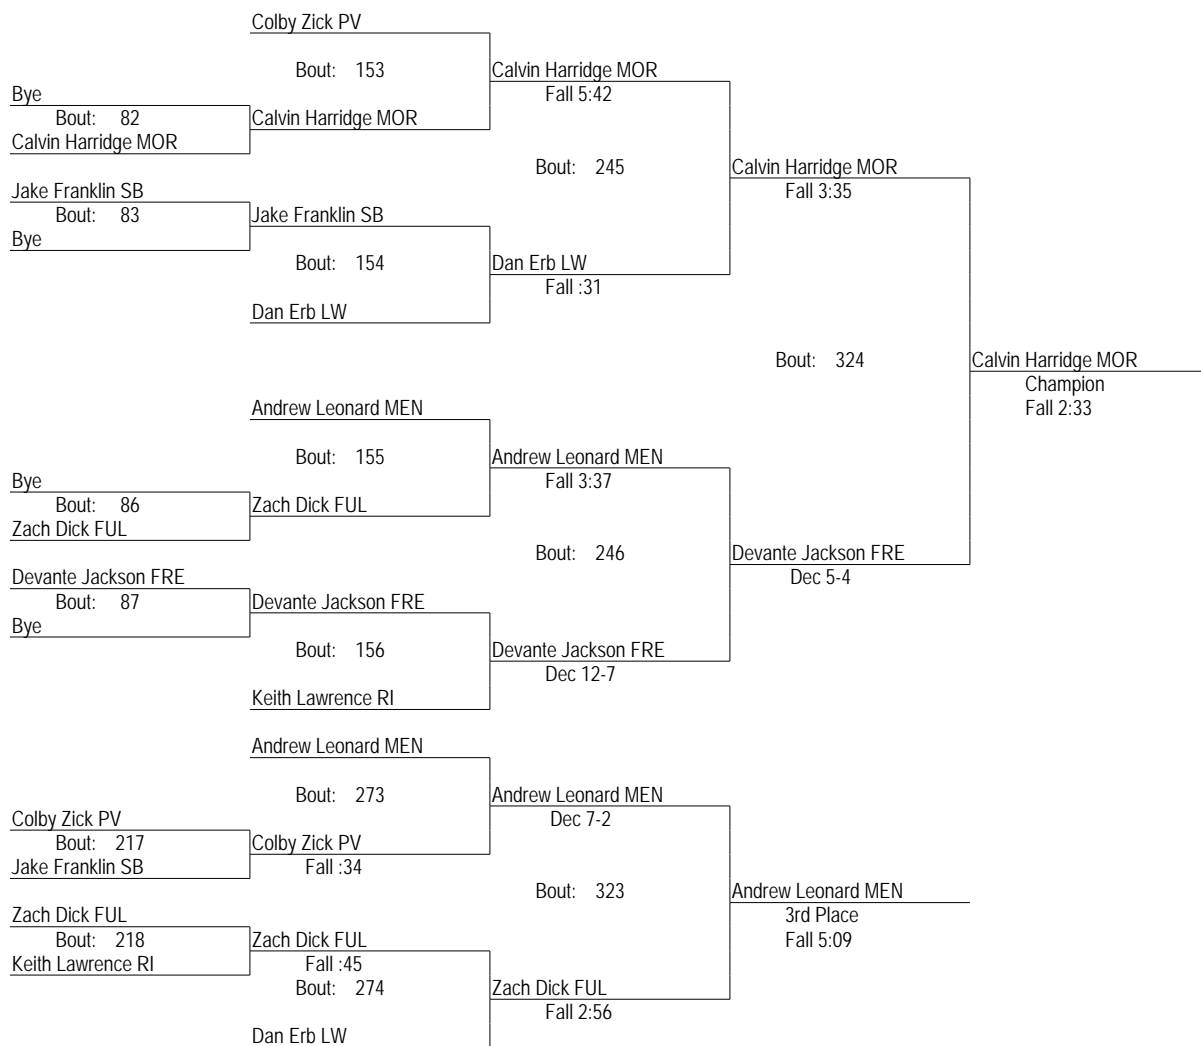 Colby Zick PV
Bout: 153
Calvin Harridge MOR
Fall 5:42
Bye
Bout: 82
Calvin Harridge MOR
Calvin Harridge MOR
Bout: 245
Calvin Harridge MOR
Fall 3:35
Jake Franklin SB
Bout: 83
Jake Franklin SB
Bye
Bout: 154
Dan Erb LW
Fall :31
Dan Erb LW
Bout: 324
Calvin Harridge MOR
Champion
Fall 2:33
Andrew Leonard MEN
Bout: 155
Andrew Leonard MEN
Fall 3:37
Bye
Bout: 86
Zach Dick FUL
Zach Dick FUL
Bout: 246
Devante Jackson FRE
Dec 5-4
Devante Jackson FRE
Bout: 87
Devante Jackson FRE
Bye
Bout: 156
Devante Jackson FRE
Dec 12-7
Keith Lawrence RI
Andrew Leonard MEN
Bout: 273
Andrew Leonard MEN
Dec 7-2
Colby Zick PV
Bout: 217
Colby Zick PV
Jake Franklin SB
Fall :34
Bout: 323
Andrew Leonard MEN
3rd Place
Fall 5:09
Zach Dick FUL
Bout: 218
Zach Dick FUL
Keith Lawrence RI
Fall :45
Bout: 274
Zach Dick FUL
Fall 2:56
Dan Erb LW